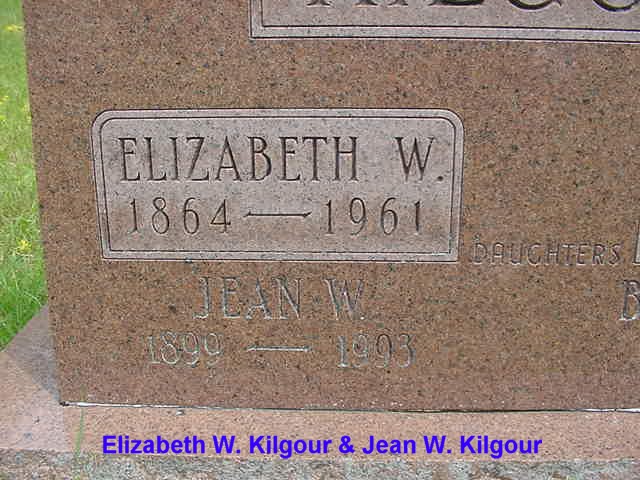 ELIZABETH W.
1864 — 1961
DAUGHTERS
JEAN W.
1899 — 1993
Elizabeth W. Kilgour & Jean W. Kilgour